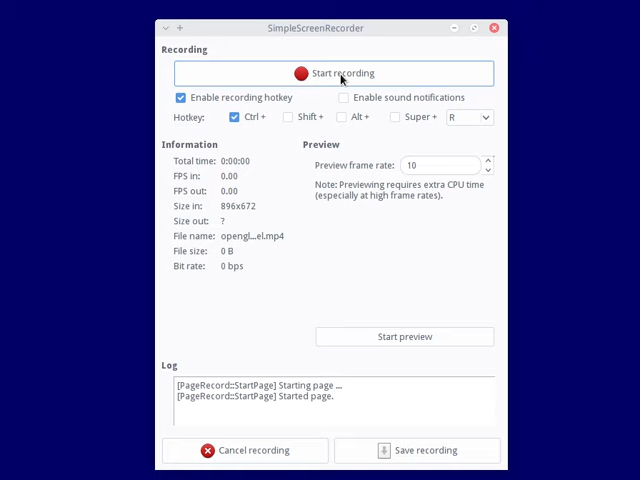 SimpleScreenRecorder
Recording
Start recording
Enable recording hotkey
Enable sound notifications
Hotkey: Ctrl + Shift + Alt + Super + R
Information
Total time: 0:00:00
FPS in: 0.00
FPS out: 0.00
Size in: 896x672
Size out: ?
File name: opengl...el.mp4
File size: 0 B
Bit rate: 0 bps
Preview
Preview frame rate: 10
Note: Previewing requires extra CPU time
(especially at high frame rates).
Start preview
Log
[PageRecord::StartPage] Starting page ...
[PageRecord::StartPage] Started page.
Cancel recording
Save recording